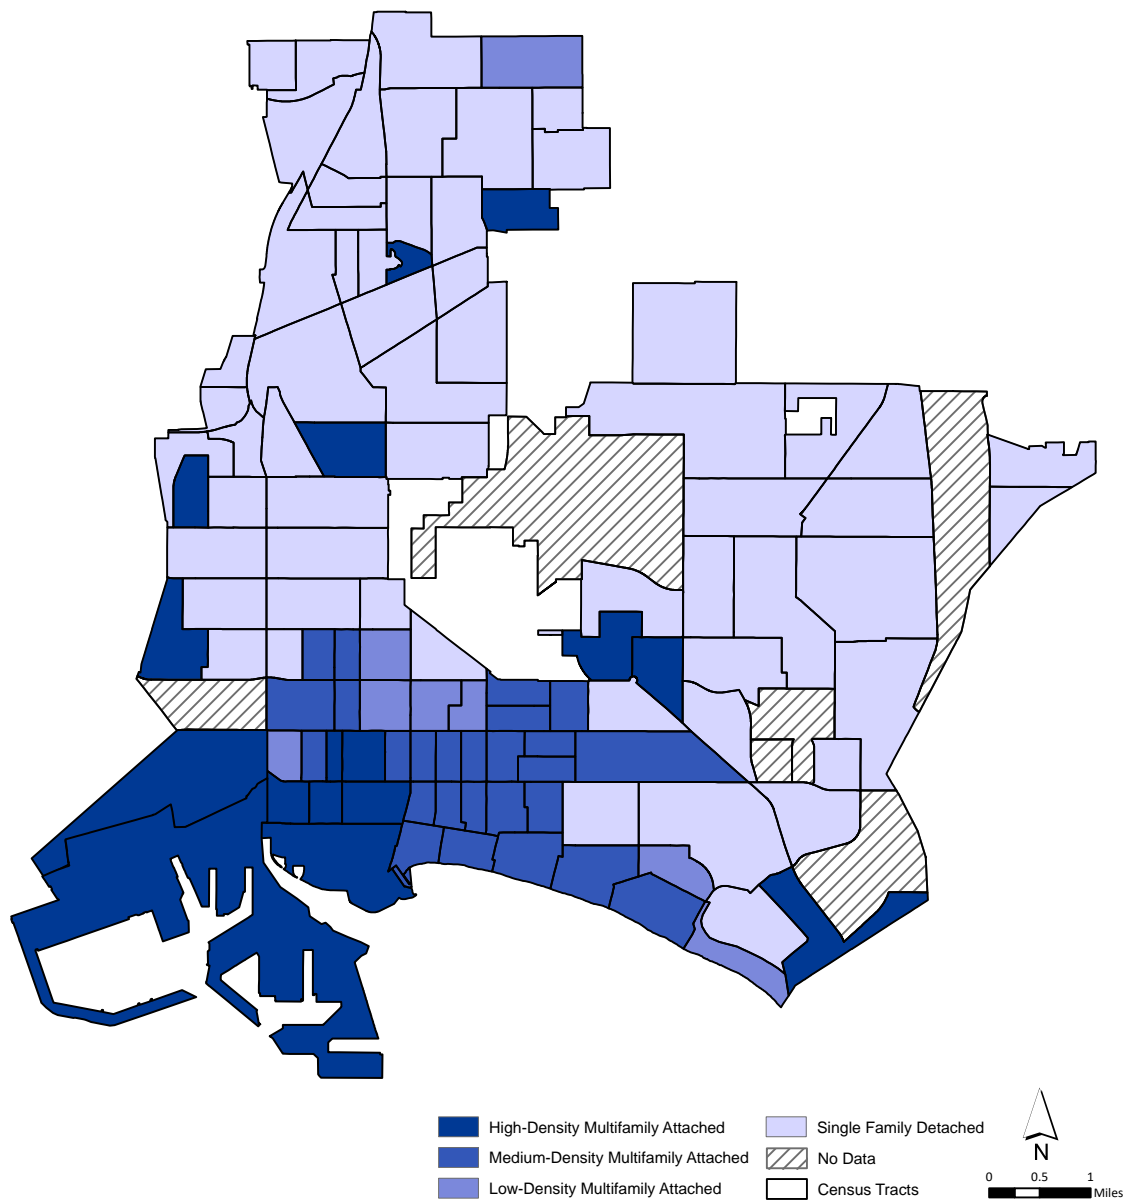 High-Density Multifamily Attached
Medium-Density Multifamily Attached
Low-Density Multifamily Attached
Single Family Detached
No Data
Census Tracts
N
0 0.5 1
Miles